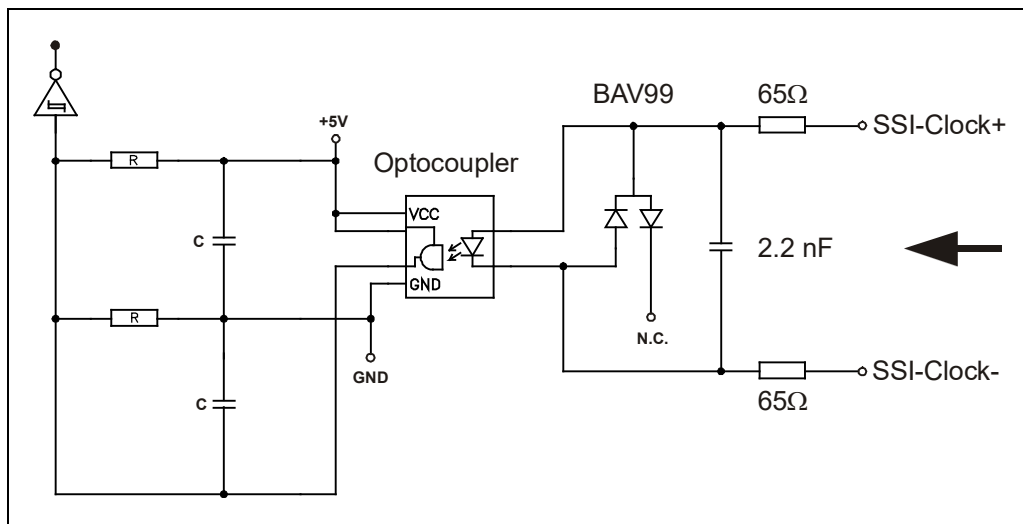 BAV99
65Ω
SSI-Clock+
+5V
R
Optocoupler
VCC
C
2.2 nF
GND
R
N.C.
GND
SSI-Clock-
65Ω
C